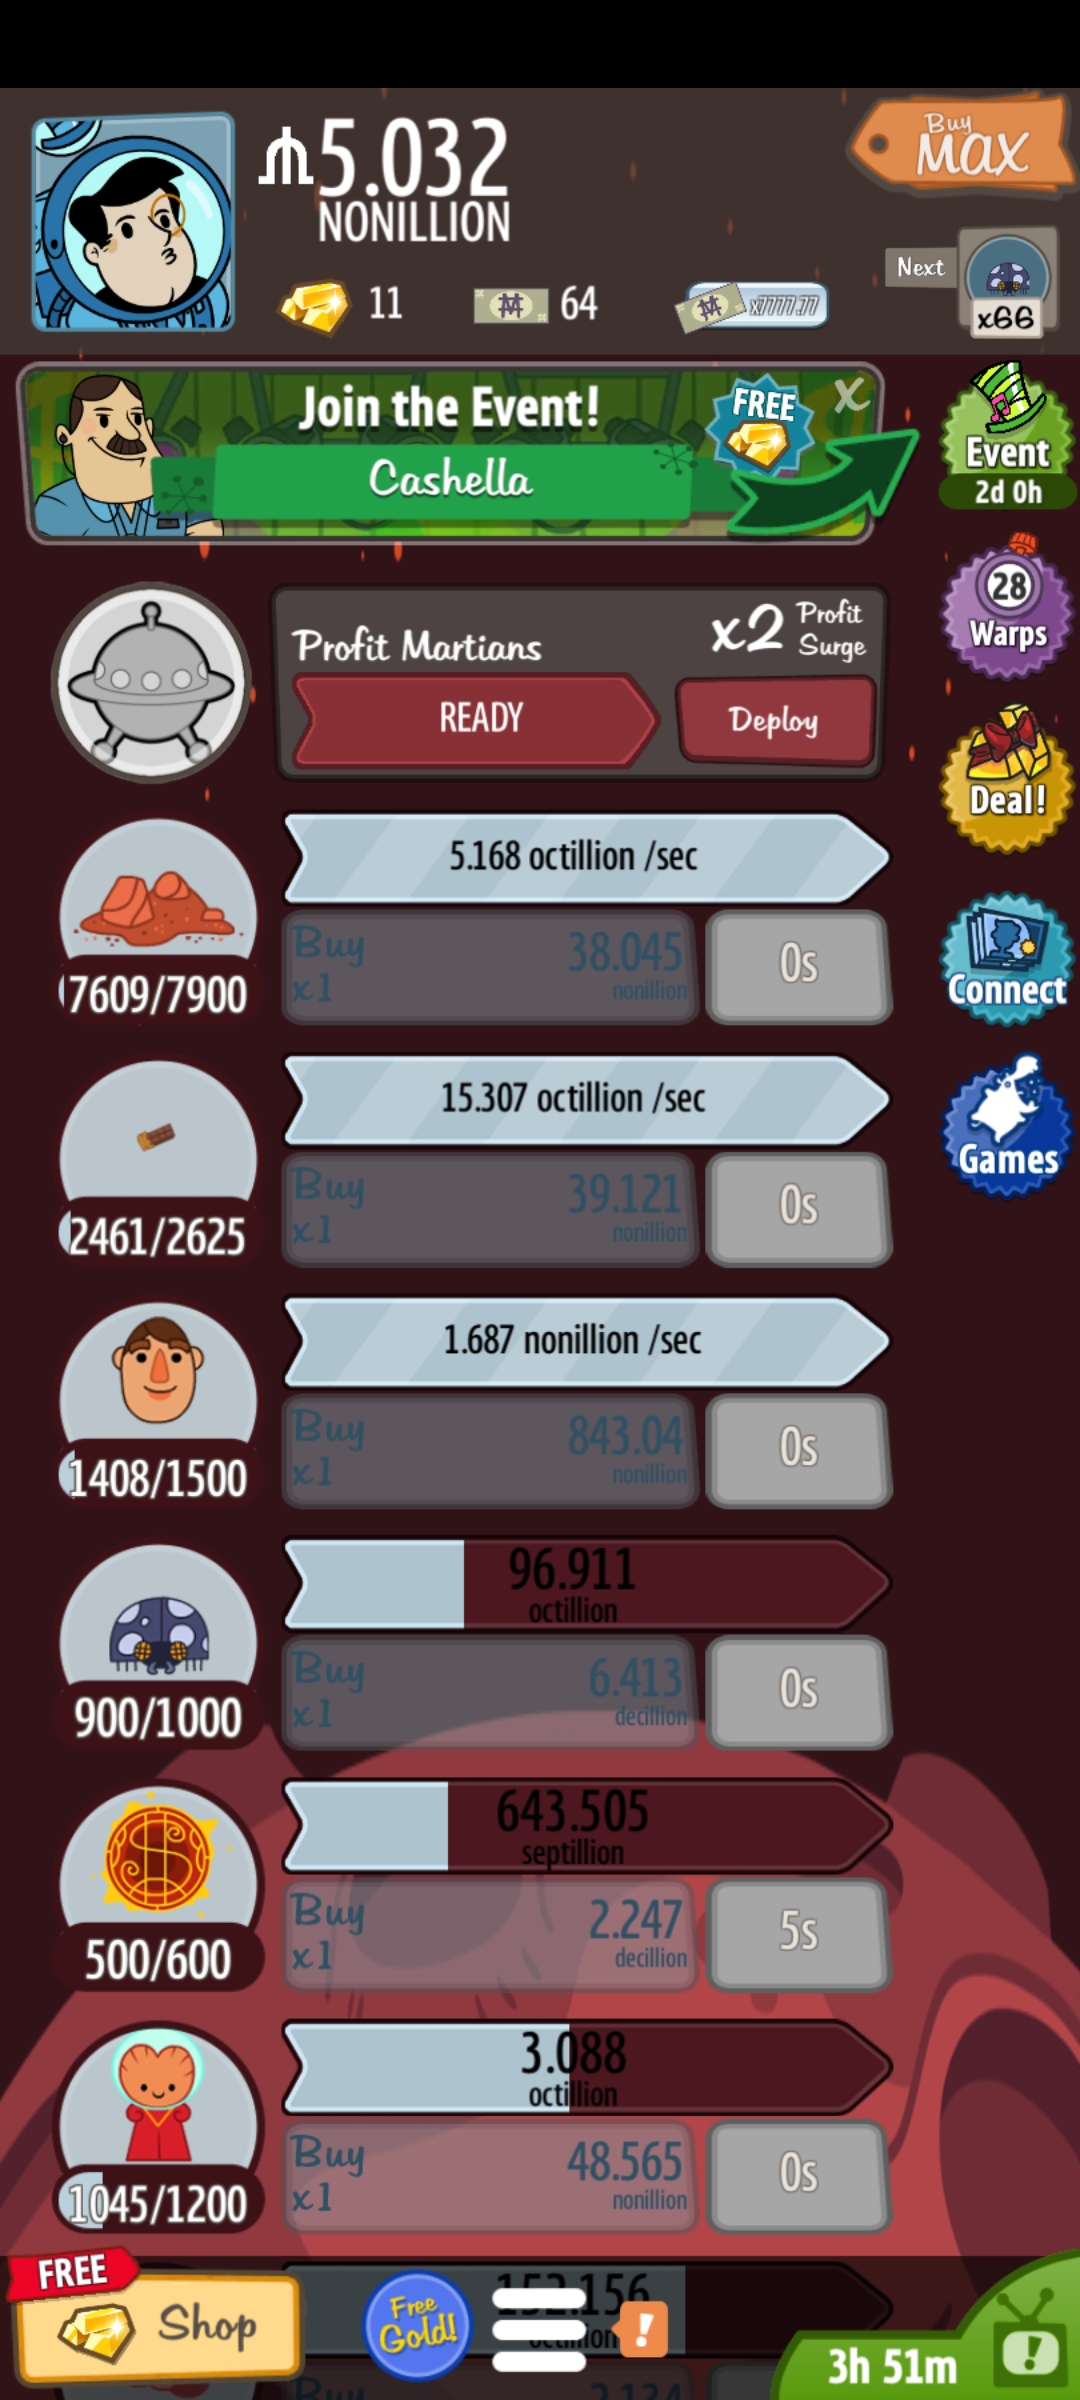 5.032
NONILLION
Buy
MAX
11
64
x7777.77
Next
x66
Join the Event!
FREE
X
Cashella
Event
2d 0h
28
Warps
Profit Martians
x2 Profit
Surge
READY
Deploy
Deal!
5.168 octillion /sec
Buy
x1
38.045
nonillion
0s
7609/7900
Connect
15.307 octillion /sec
Buy
x1
39.121
nonillion
0s
2461/2625
Games
1.687 nonillion /sec
Buy
x1
843.04
nonillion
0s
1408/1500
96.911
octillion
Buy
x1
6.413
decillion
0s
900/1000
643.505
septillion
Buy
x1
2.247
decillion
5s
500/600
3.088
octillion
Buy
x1
48.565
nonillion
0s
1045/1200
FREE
Shop
Free
Gold!
!
3h 51m
!
Buy